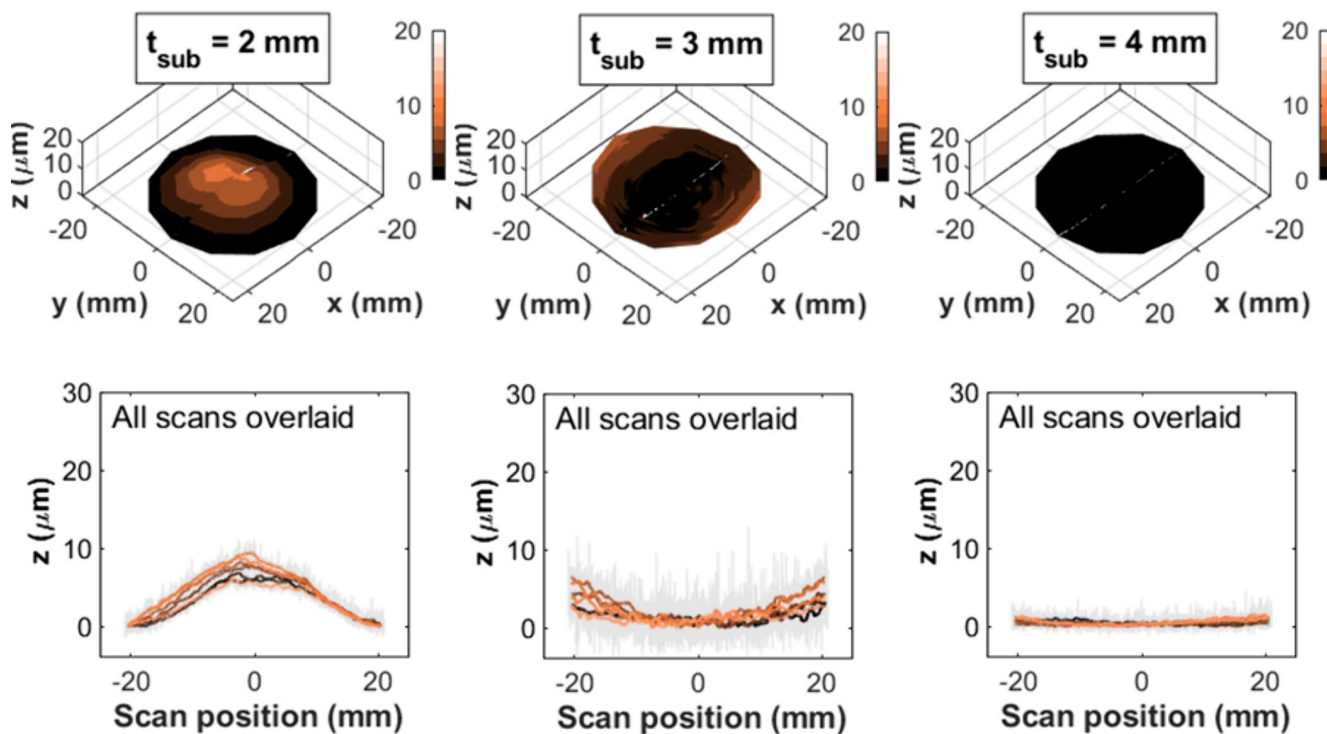 t_sub = 2 mm
20
10
0
z (μm)
20
10
0
-20
0
20
y (mm)
-20
0
20
x (mm)
t_sub = 3 mm
20
10
0
z (μm)
20
10
0
-20
0
20
y (mm)
-20
0
20
x (mm)
t_sub = 4 mm
20
10
0
z (μm)
20
10
0
-20
0
20
y (mm)
-20
0
20
x (mm)
All scans overlaid
z (μm)
30
20
10
0
-20
0
20
Scan position (mm)
All scans overlaid
z (μm)
30
20
10
0
-20
0
20
Scan position (mm)
All scans overlaid
z (μm)
30
20
10
0
-20
0
20
Scan position (mm)